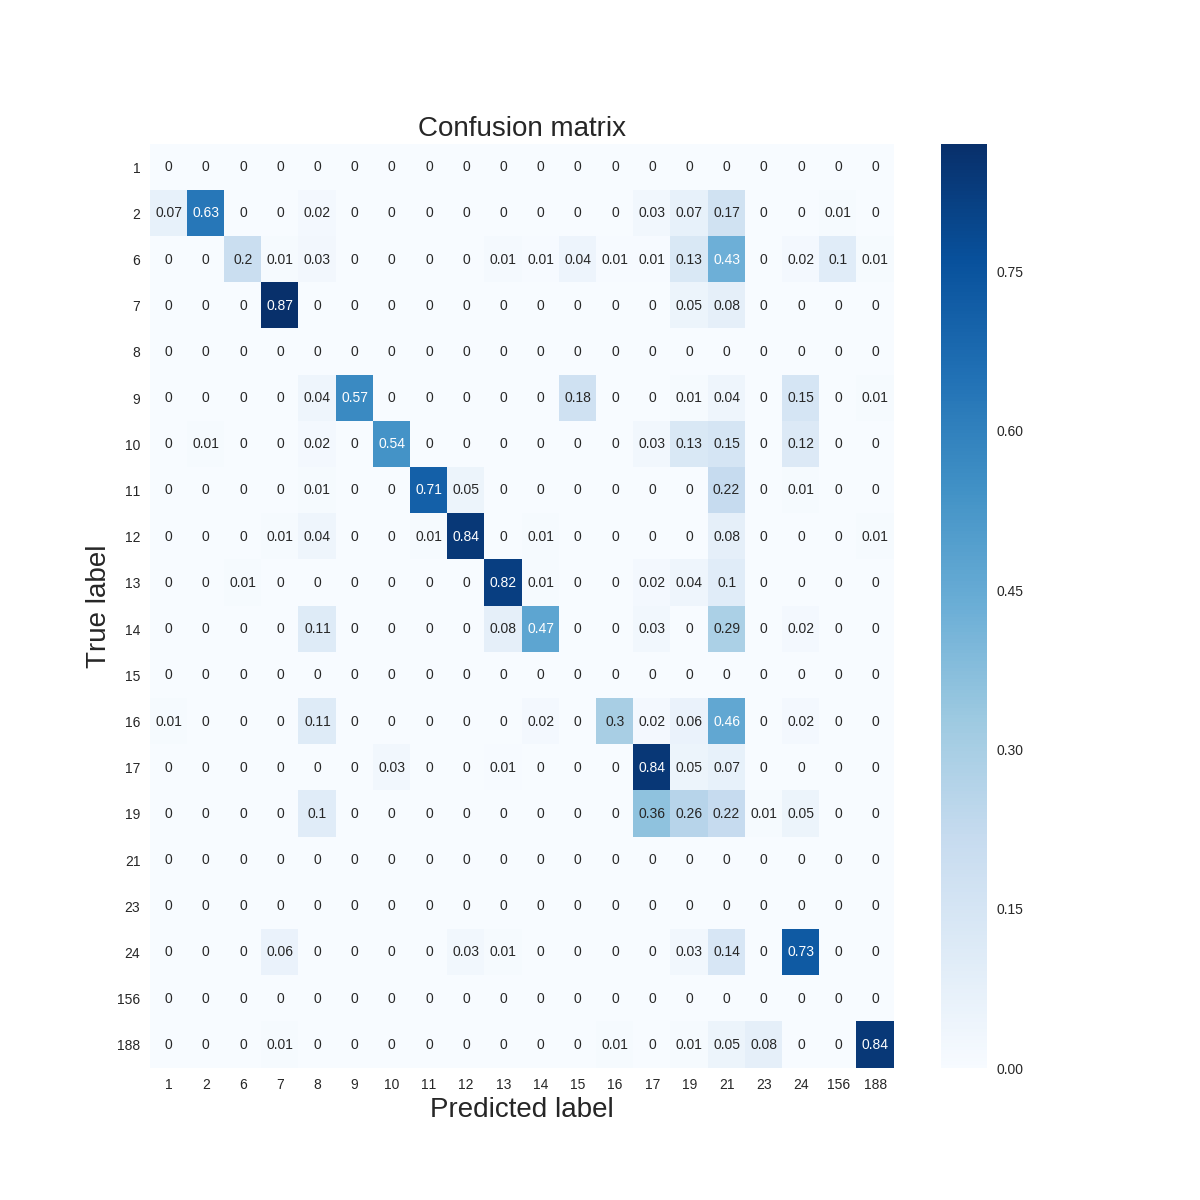 Confusion matrix
1 0 0 0 0 0 0 0 0 0 0 0 0 0 0 0 0 0 0 0 0
2 0.07 0.63 0 0 0.02 0 0 0 0 0 0 0 0 0.03 0.07 0.17 0 0 0.01 0
6 0 0 0.2 0.01 0.03 0 0 0 0 0.01 0.01 0.04 0.01 0.01 0.13 0.43 0 0.02 0.1 0.01
7 0 0 0 0.87 0 0 0 0 0 0 0 0 0 0 0.05 0.08 0 0 0 0
8 0 0 0 0 0 0 0 0 0 0 0 0 0 0 0 0 0 0 0 0
9 0 0 0 0 0.04 0.57 0 0 0 0 0 0.18 0 0 0.01 0.04 0 0.15 0 0.01
10 0 0.01 0 0 0.02 0 0.54 0 0 0 0 0 0 0.03 0.13 0.15 0 0.12 0 0
11 0 0 0 0 0.01 0 0 0.71 0.05 0 0 0 0 0 0 0.22 0 0.01 0 0
12 0 0 0 0.01 0.04 0 0 0.01 0.84 0 0.01 0 0 0 0 0.08 0 0 0 0.01
13 0 0 0.01 0 0 0 0 0 0 0.82 0.01 0 0 0.02 0.04 0.1 0 0 0 0
14 0 0 0 0 0.11 0 0 0 0 0.08 0.47 0 0 0.03 0 0.29 0 0.02 0 0
15 0 0 0 0 0 0 0 0 0 0 0 0 0 0 0 0 0 0 0 0
16 0.01 0 0 0 0.11 0 0 0 0 0 0.02 0 0.3 0.02 0.06 0.46 0 0.02 0 0
17 0 0 0 0 0 0 0.03 0 0 0.01 0 0 0 0.84 0.05 0.07 0 0 0 0
19 0 0 0 0 0.1 0 0 0 0 0 0 0 0 0.36 0.26 0.22 0.01 0.05 0 0
21 0 0 0 0 0 0 0 0 0 0 0 0 0 0 0 0 0 0 0 0
23 0 0 0 0 0 0 0 0 0 0 0 0 0 0 0 0 0 0 0 0
24 0 0 0 0.06 0 0 0 0 0.03 0.01 0 0 0 0 0.03 0.14 0 0.73 0 0
156 0 0 0 0 0 0 0 0 0 0 0 0 0 0 0 0 0 0 0 0
188 0 0 0 0.01 0 0 0 0 0 0 0 0 0.01 0 0.01 0.05 0.08 0 0 0.84
1 2 6 7 8 9 10 11 12 13 14 15 16 17 19 21 23 24 156 188
Predicted label
True label
0.75
0.60
0.45
0.30
0.15
0.00